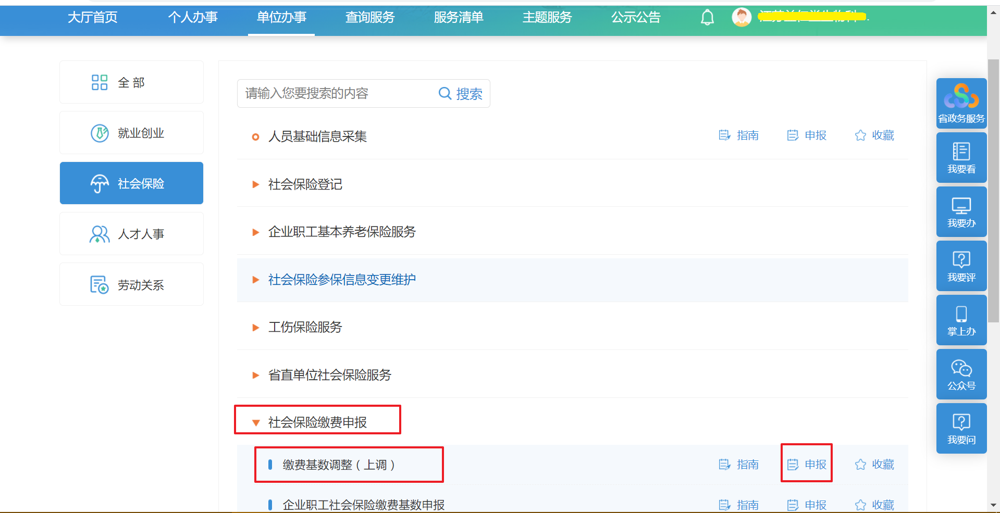 大厅首页 个人办事 单位办事 查询服务 服务清单 主题服务 公示公告
全 部
就业创业
社会保险
人才人事
劳动关系
请输入您要搜索的内容 搜索
人员基础信息采集 指南 申报 收藏
社会保险登记
企业职工基本养老保险服务
社会保险参保信息变更维护
工伤保险服务
省直单位社会保险服务
社会保险缴费申报
缴费基数调整（上调） 指南 申报 收藏
企业职工社会保险缴费基数申报 指南 申报 收藏
省政务服务
我要看
我要办
我要评
掌上办
公众号
我要问